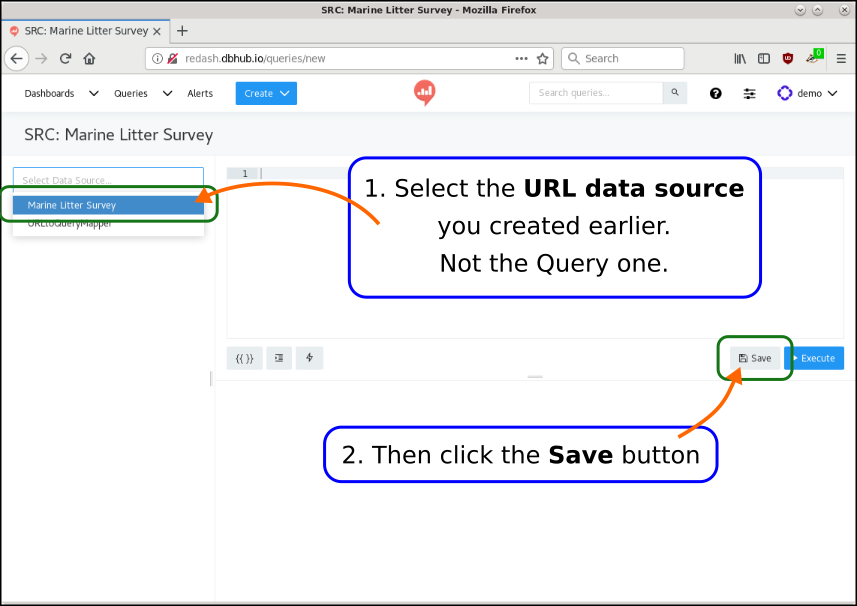 SRC: Marine Litter Survey - Mozilla Firefox
SRC: Marine Litter Survey
redash.dbhub.io/queries/new
Search
0
Dashboards
Queries
Alerts
Create
Search queries...
demo
SRC: Marine Litter Survey
Select Data Source...
Marine Litter Survey
URLtoQueryMapper
1
1. Select the URL data source
you created earlier.
Not the Query one.
{{ }}
Save
Execute
2. Then click the Save button